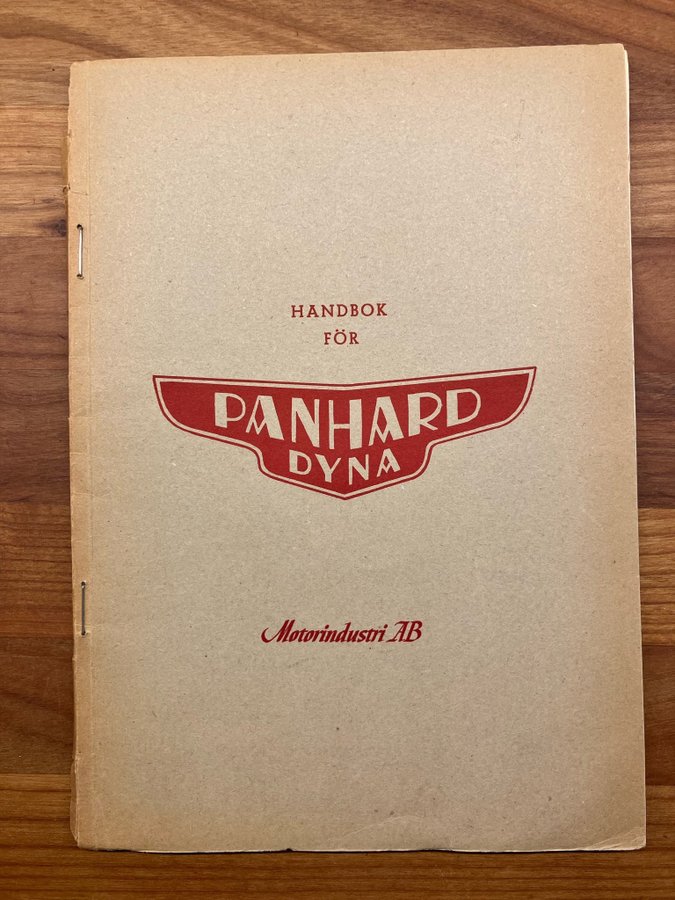 HANDBOK
FÖR
PANHARD
DYNA
Motorindustri AB